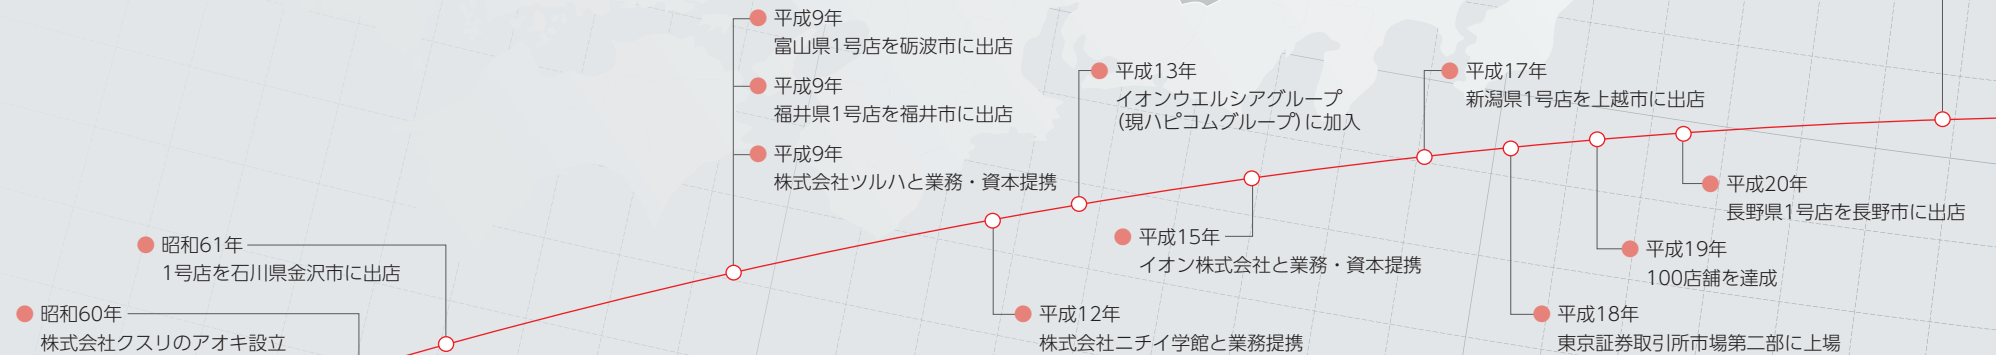 昭和60年
株式会社クスリのアオキ設立
昭和61年
1号店を石川県金沢市に出店
平成9年
富山県1号店を砺波市に出店
平成9年
福井県1号店を福井市に出店
平成9年
株式会社ツルハと業務・資本提携
平成12年
株式会社ニチイ学館と業務提携
平成13年
イオンウエルシアグループ
(現ハピコムグループ)に加入
平成15年
イオン株式会社と業務・資本提携
平成17年
新潟県1号店を上越市に出店
平成18年
東京証券取引所市場第二部に上場
平成19年
100店舗を達成
平成20年
長野県1号店を長野市に出店